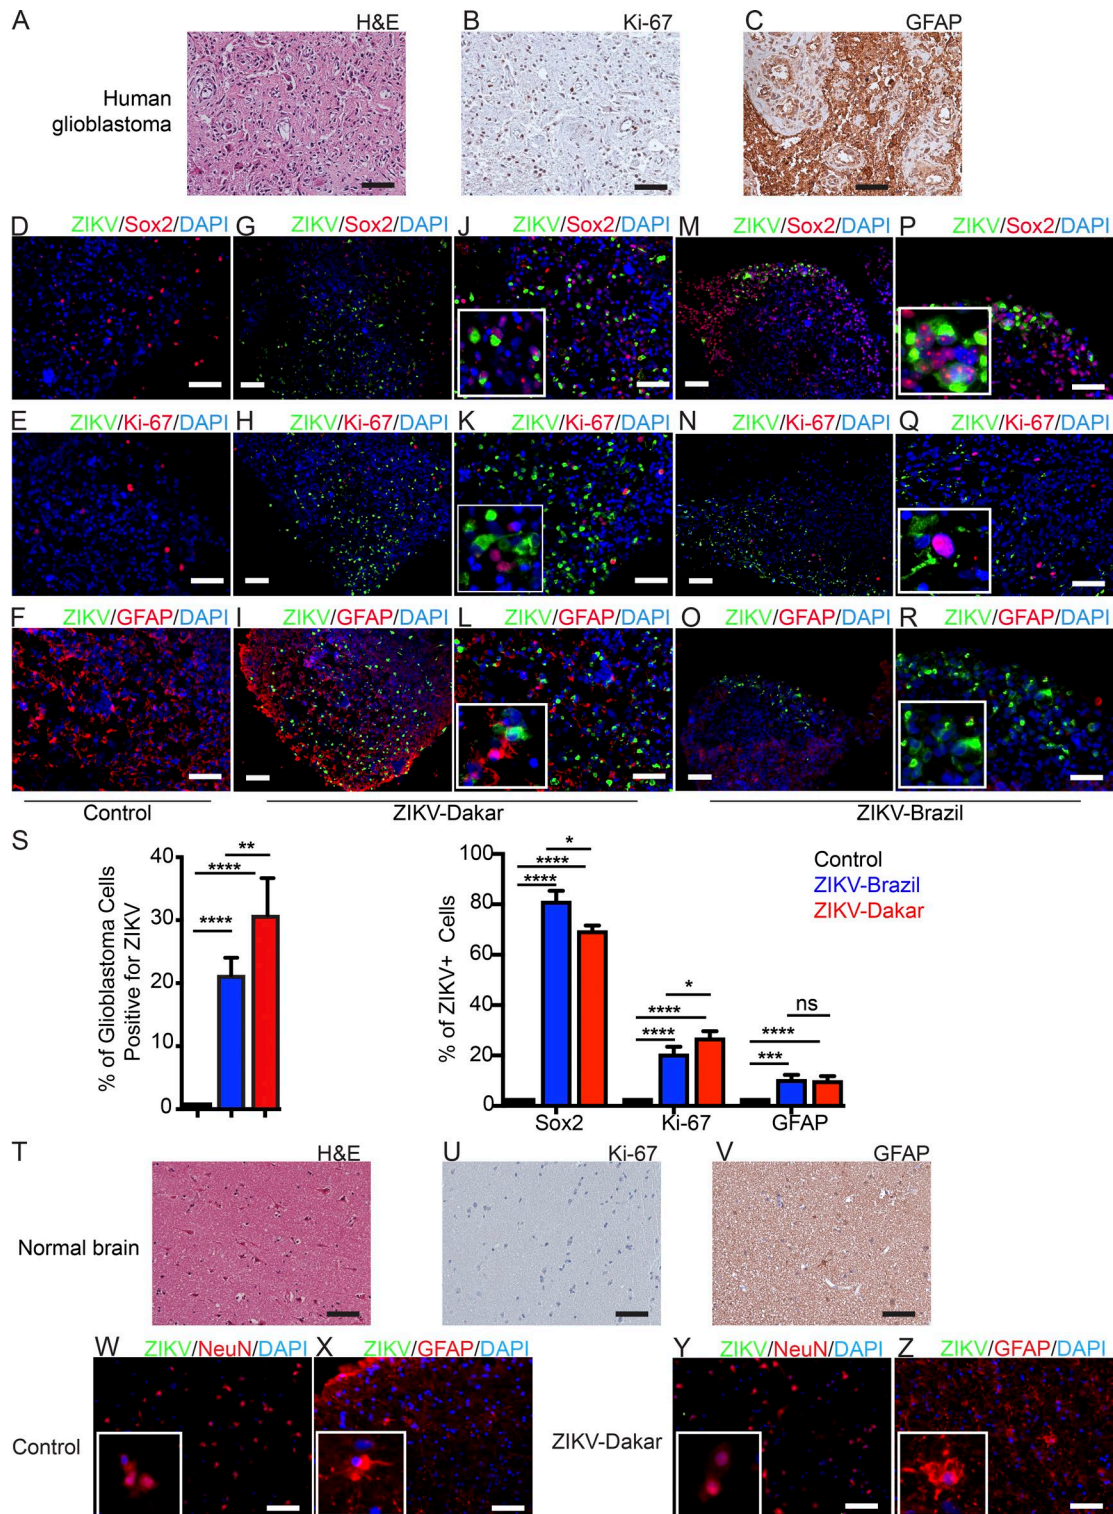 A H&E B Ki-67 C GFAP
Human
glioblastoma
D ZIKV/Sox2/DAPI G ZIKV/Sox2/DAPI J ZIKV/Sox2/DAPI M ZIKV/Sox2/DAPI P ZIKV/Sox2/DAPI
E ZIKV/Ki-67/DAPI H ZIKV/Ki-67/DAPI K ZIKV/Ki-67/DAPI N ZIKV/Ki-67/DAPI Q ZIKV/Ki-67/DAPI
F ZIKV/GFAP/DAPI I ZIKV/GFAP/DAPI L ZIKV/GFAP/DAPI O ZIKV/GFAP/DAPI R ZIKV/GFAP/DAPI
Control ZIKV-Dakar ZIKV-Brazil
S
% of Glioblastoma Cells
Positive for ZIKV
40
30
20
10
0
**
****
****
% of ZIKV+ Cells
100
80
60
40
20
0
*
****
****
*
****
****
ns
****
***
Sox2 Ki-67 GFAP
Control
ZIKV-Brazil
ZIKV-Dakar
T H&E U Ki-67 V GFAP
Normal brain
W ZIKV/NeuN/DAPI X ZIKV/GFAP/DAPI Y ZIKV/NeuN/DAPI Z ZIKV/GFAP/DAPI
Control ZIKV-Dakar